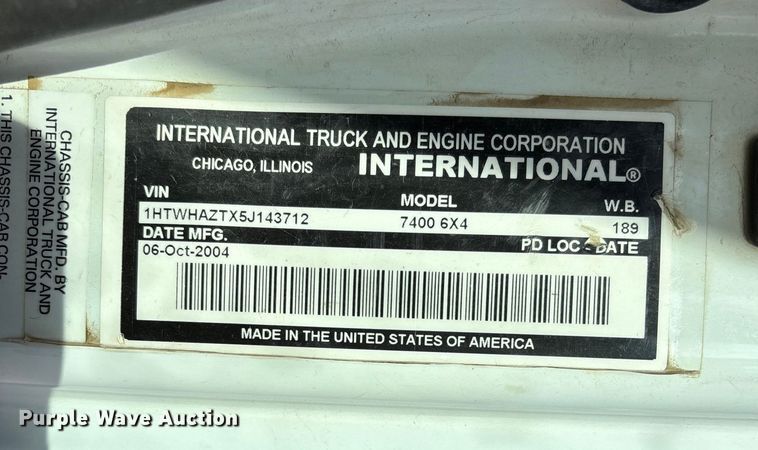 INTERNATIONAL TRUCK AND ENGINE CORPORATION
CHICAGO, ILLINOIS INTERNATIONAL®
VIN MODEL W.B.
1HTWHAZTX5J143712 7400 6X4 189
DATE MFG. PD LOC - DATE
06-Oct-2004
MADE IN THE UNITED STATES OF AMERICA
CHASSIS-CAB MFD. BY
INTERNATIONAL TRUCK AND
ENGINE CORPORATION
1. THIS CHASSIS-CAB CON-
Purple Wave Auction